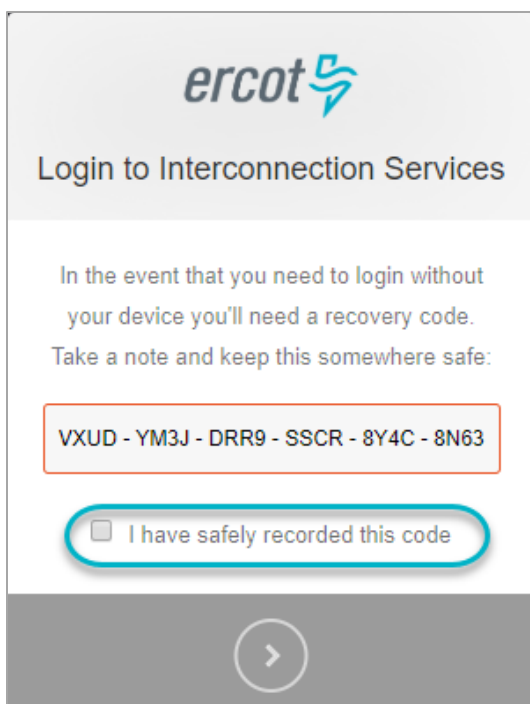 ercot
Login to Interconnection Services
In the event that you need to login without
your device you'll need a recovery code.
Take a note and keep this somewhere safe:
VXUD - YM3J - DRR9 - SSCR - 8Y4C - 8N63
I have safely recorded this code